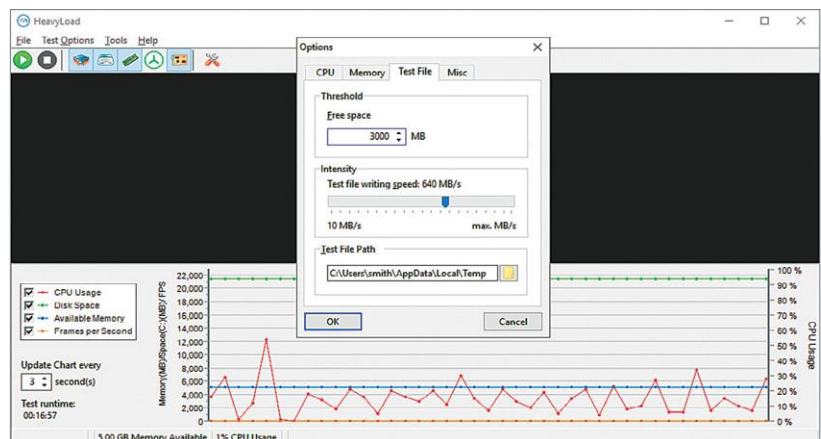 HeavyLoad
File Test Options Tools Help
Options
CPU Memory Test File Misc
Threshold
Free space
3000 MB
Intensity
Test file writing speed: 640 MB/s
10 MB/s max. MB/s
Test File Path
C:\Users\smith\AppData\Local\Temp
OK Cancel
CPU Usage
Disk Space
Available Memory
Frames per Second
Update Chart every
3 second(s)
Test runtime:
00:16:57
Memory(MB)/Space(C:)(MB)/ FPS
22,000
20,000
18,000
16,000
14,000
12,000
10,000
8,000
6,000
4,000
2,000
0
100 %
90 %
80 %
70 %
60 %
50 %
40 %
30 %
20 %
10 %
0 %
CPU Usage
5.00 GB Memory Available 1% CPU Usage